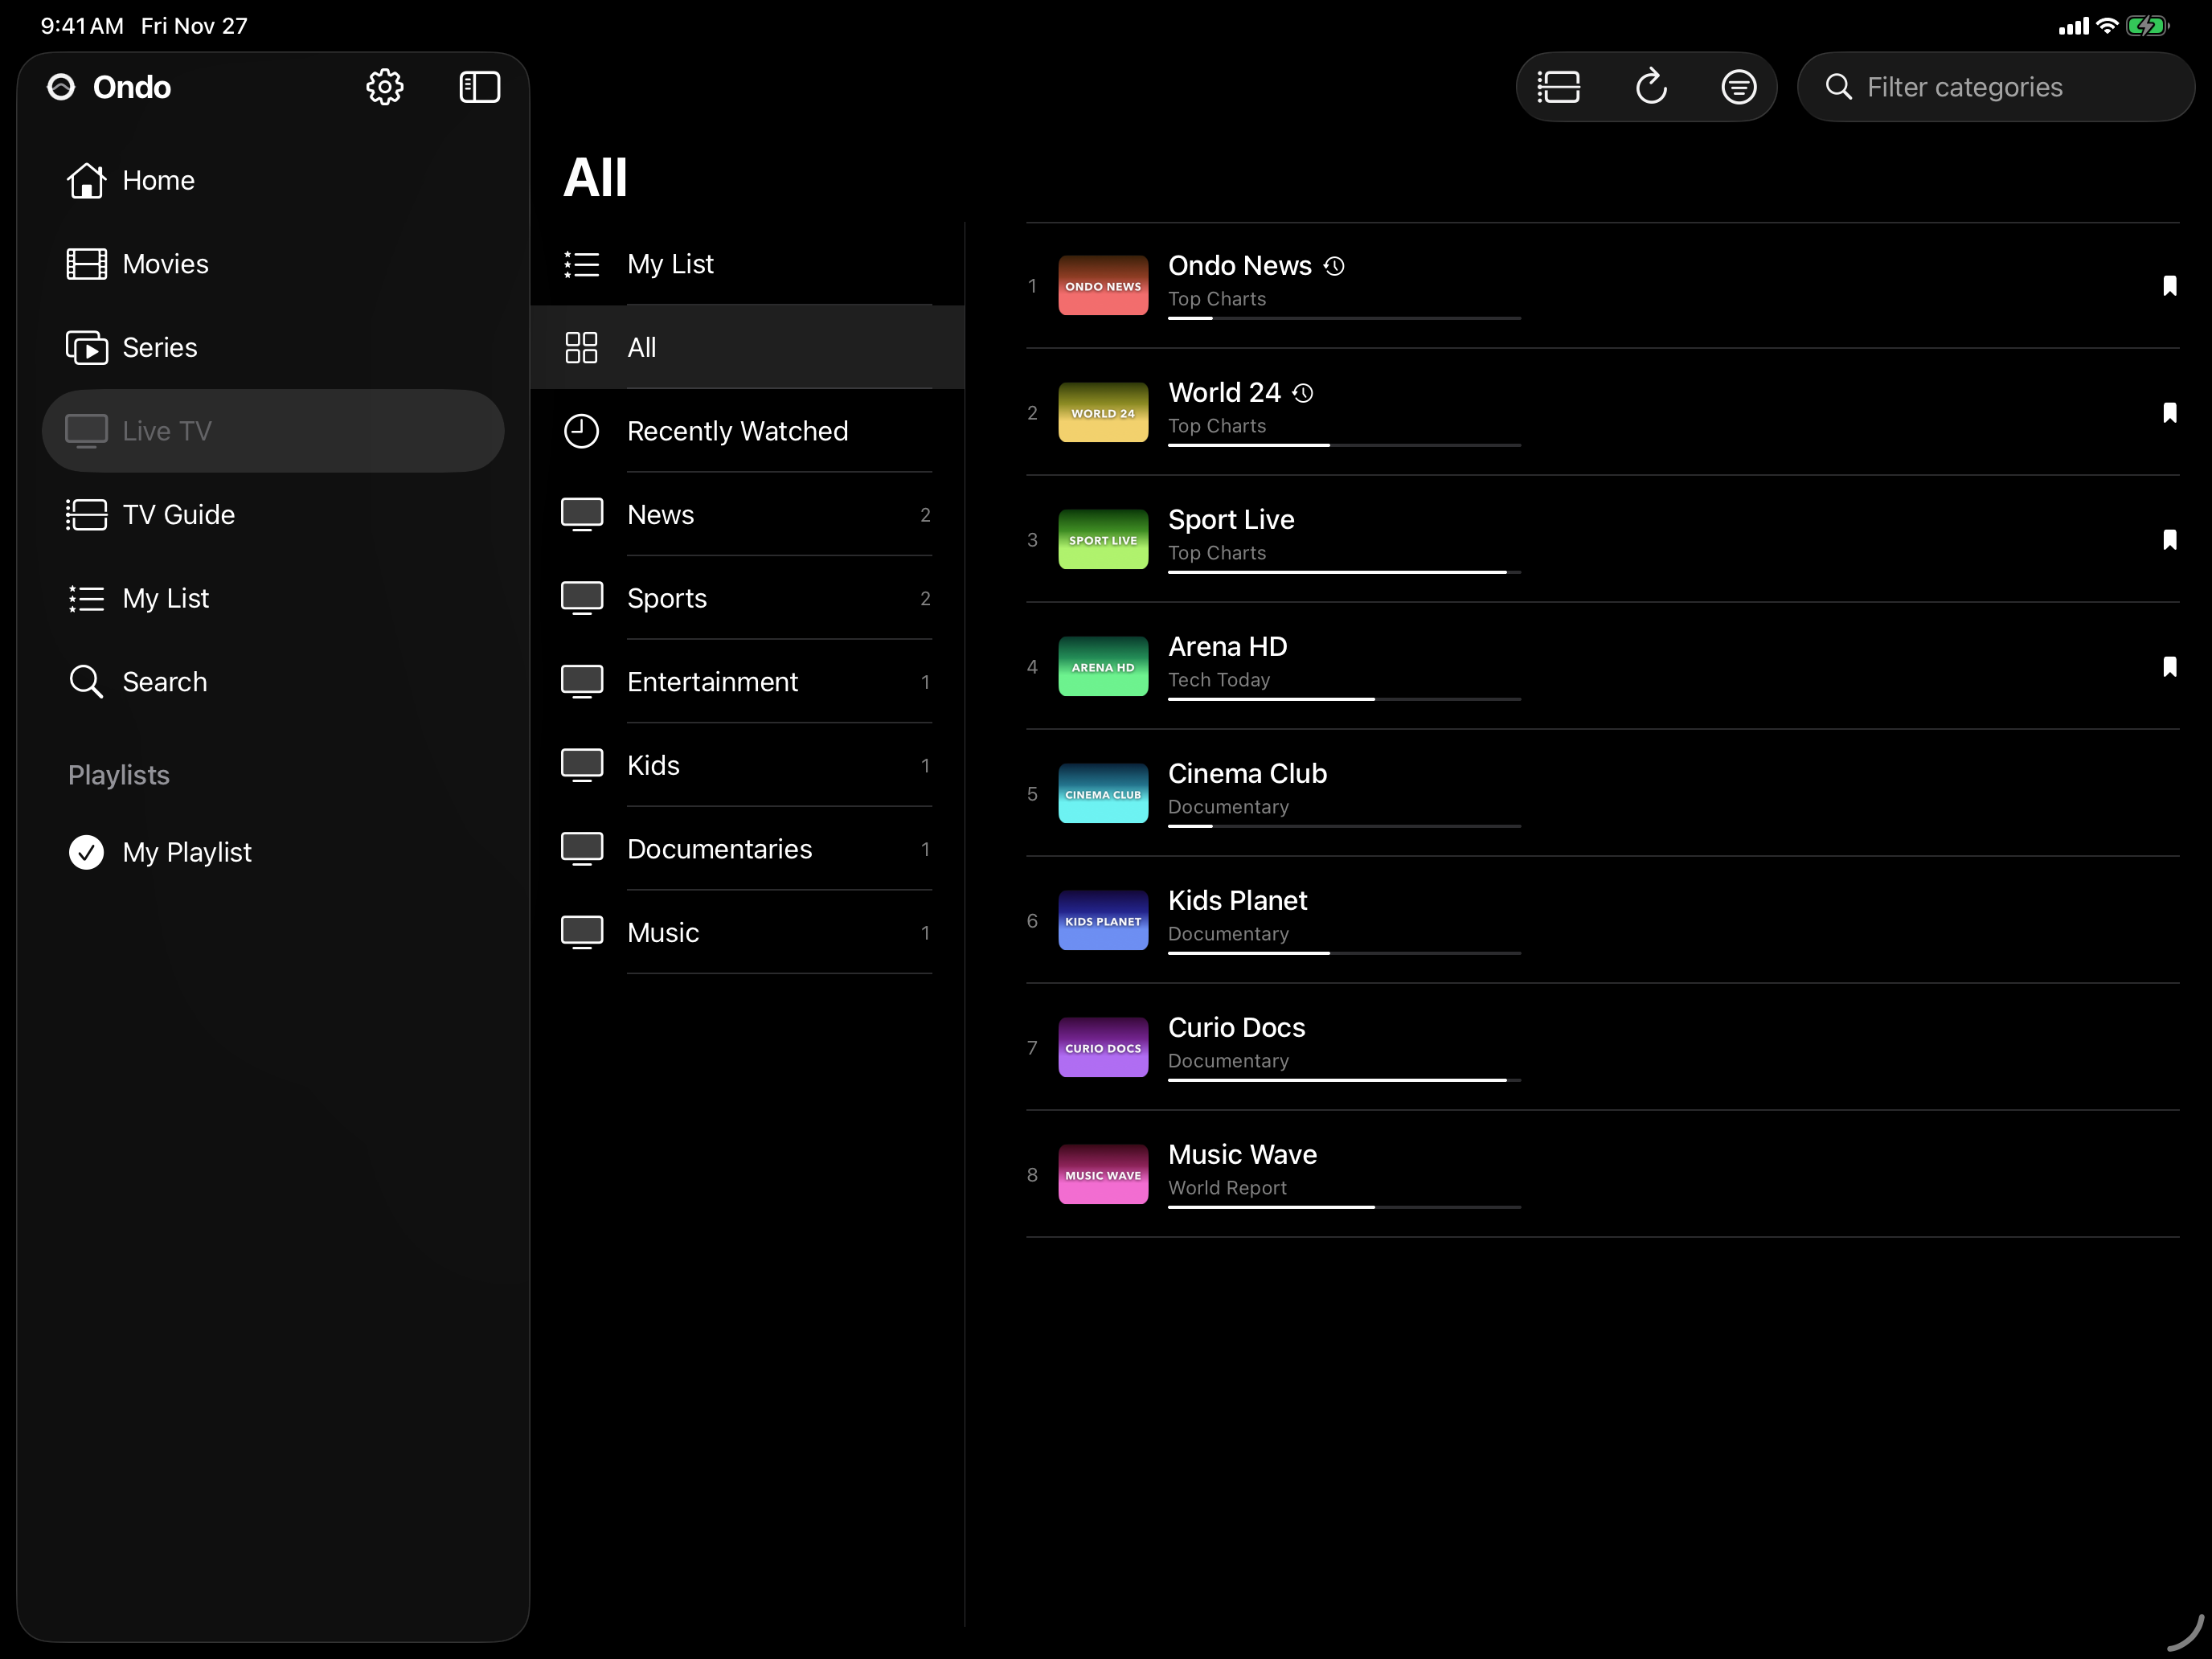 9:41 AM Fri Nov 27
Ondo
Filter categories
Home
Movies
Series
Live TV
TV Guide
My List
Search
Playlists
My Playlist
All
My List
All
Recently Watched
News 2
Sports 2
Entertainment 1
Kids 1
Documentaries 1
Music 1
1 ONDO NEWS Ondo News
Top Charts
2 WORLD 24 World 24
Top Charts
3 SPORT LIVE Sport Live
Top Charts
4 ARENA HD Arena HD
Tech Today
5 CINEMA CLUB Cinema Club
Documentary
6 KIDS PLANET Kids Planet
Documentary
7 CURIO DOCS Curio Docs
Documentary
8 MUSIC WAVE Music Wave
World Report